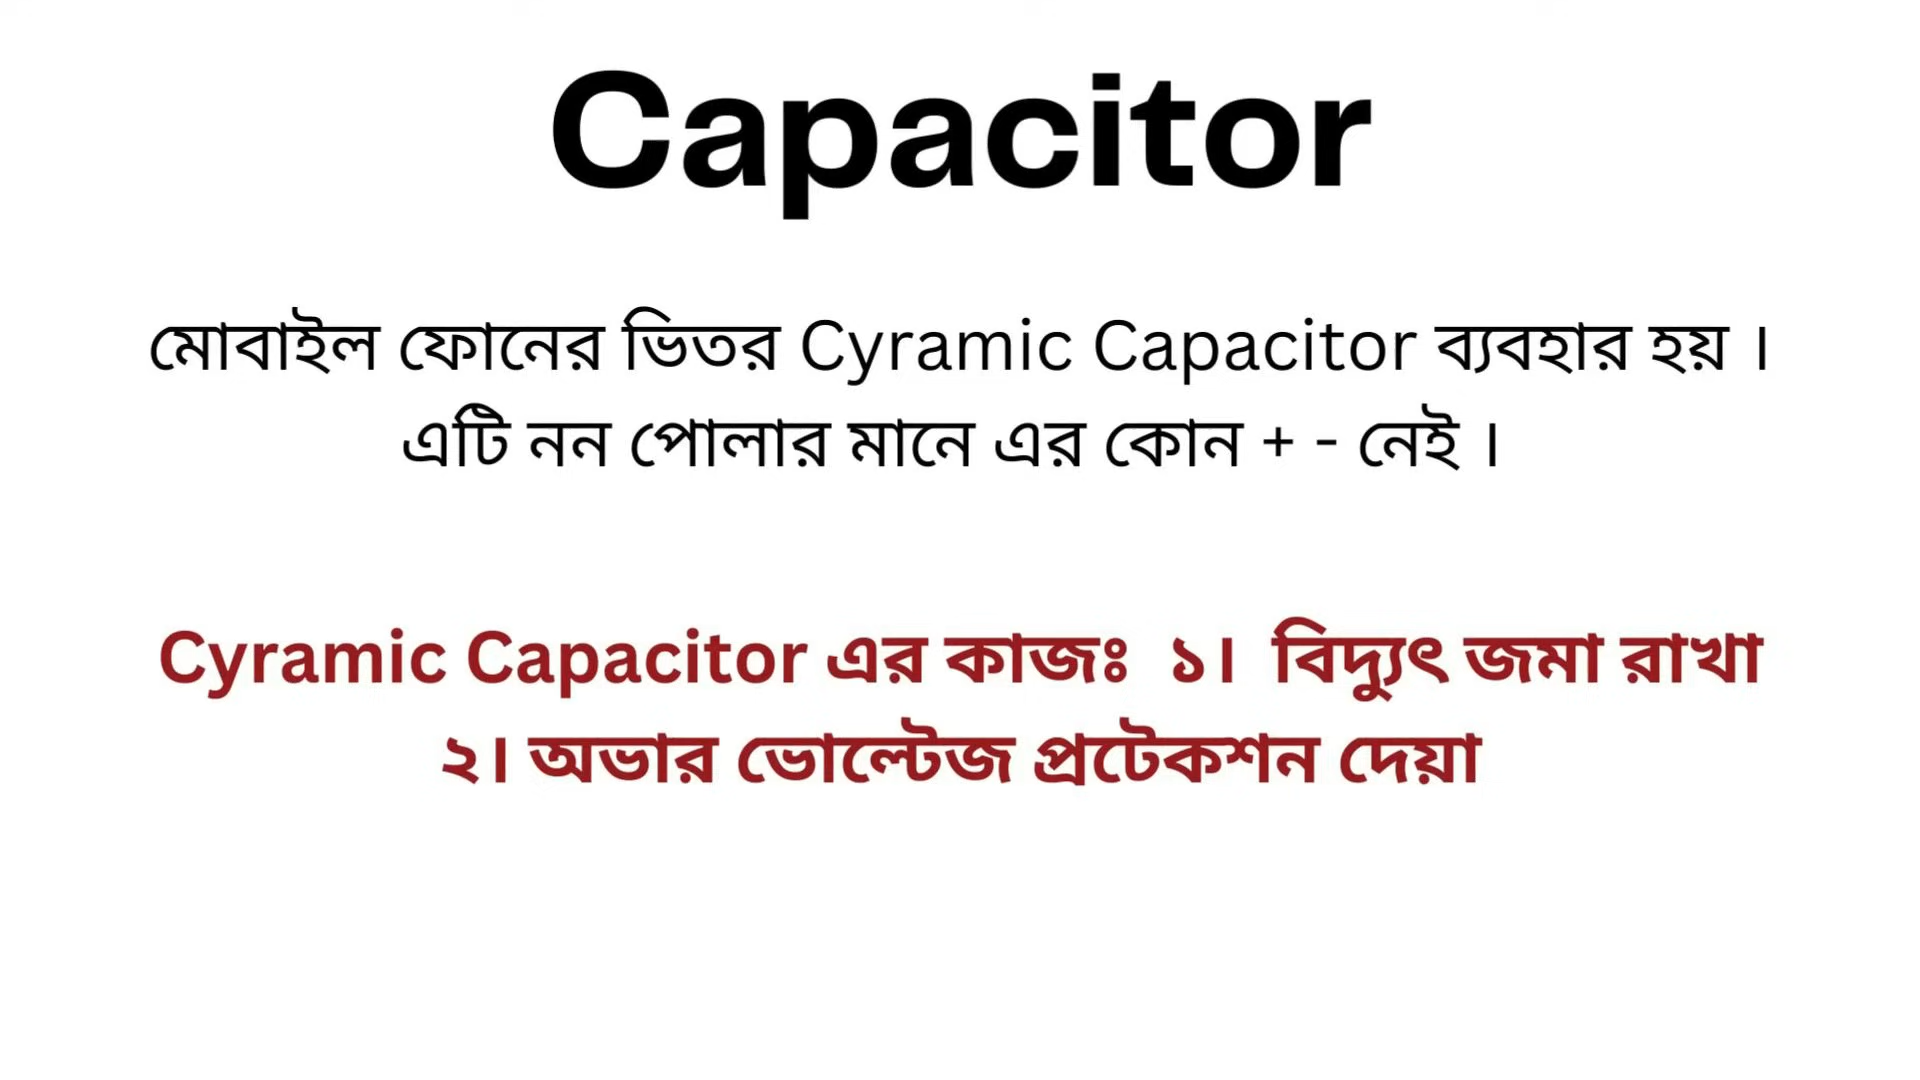 Capacitor
মোবাইল ফোনের ভিতর Cyramic Capacitor ব্যবহার হয় ।
এটি নন পোলার মানে এর কোন + - নেই ।
Cyramic Capacitor এর কাজঃ ১। বিদ্যুৎ জমা রাখা
২। অভার ভোল্টেজ প্রটেকশন দেয়া